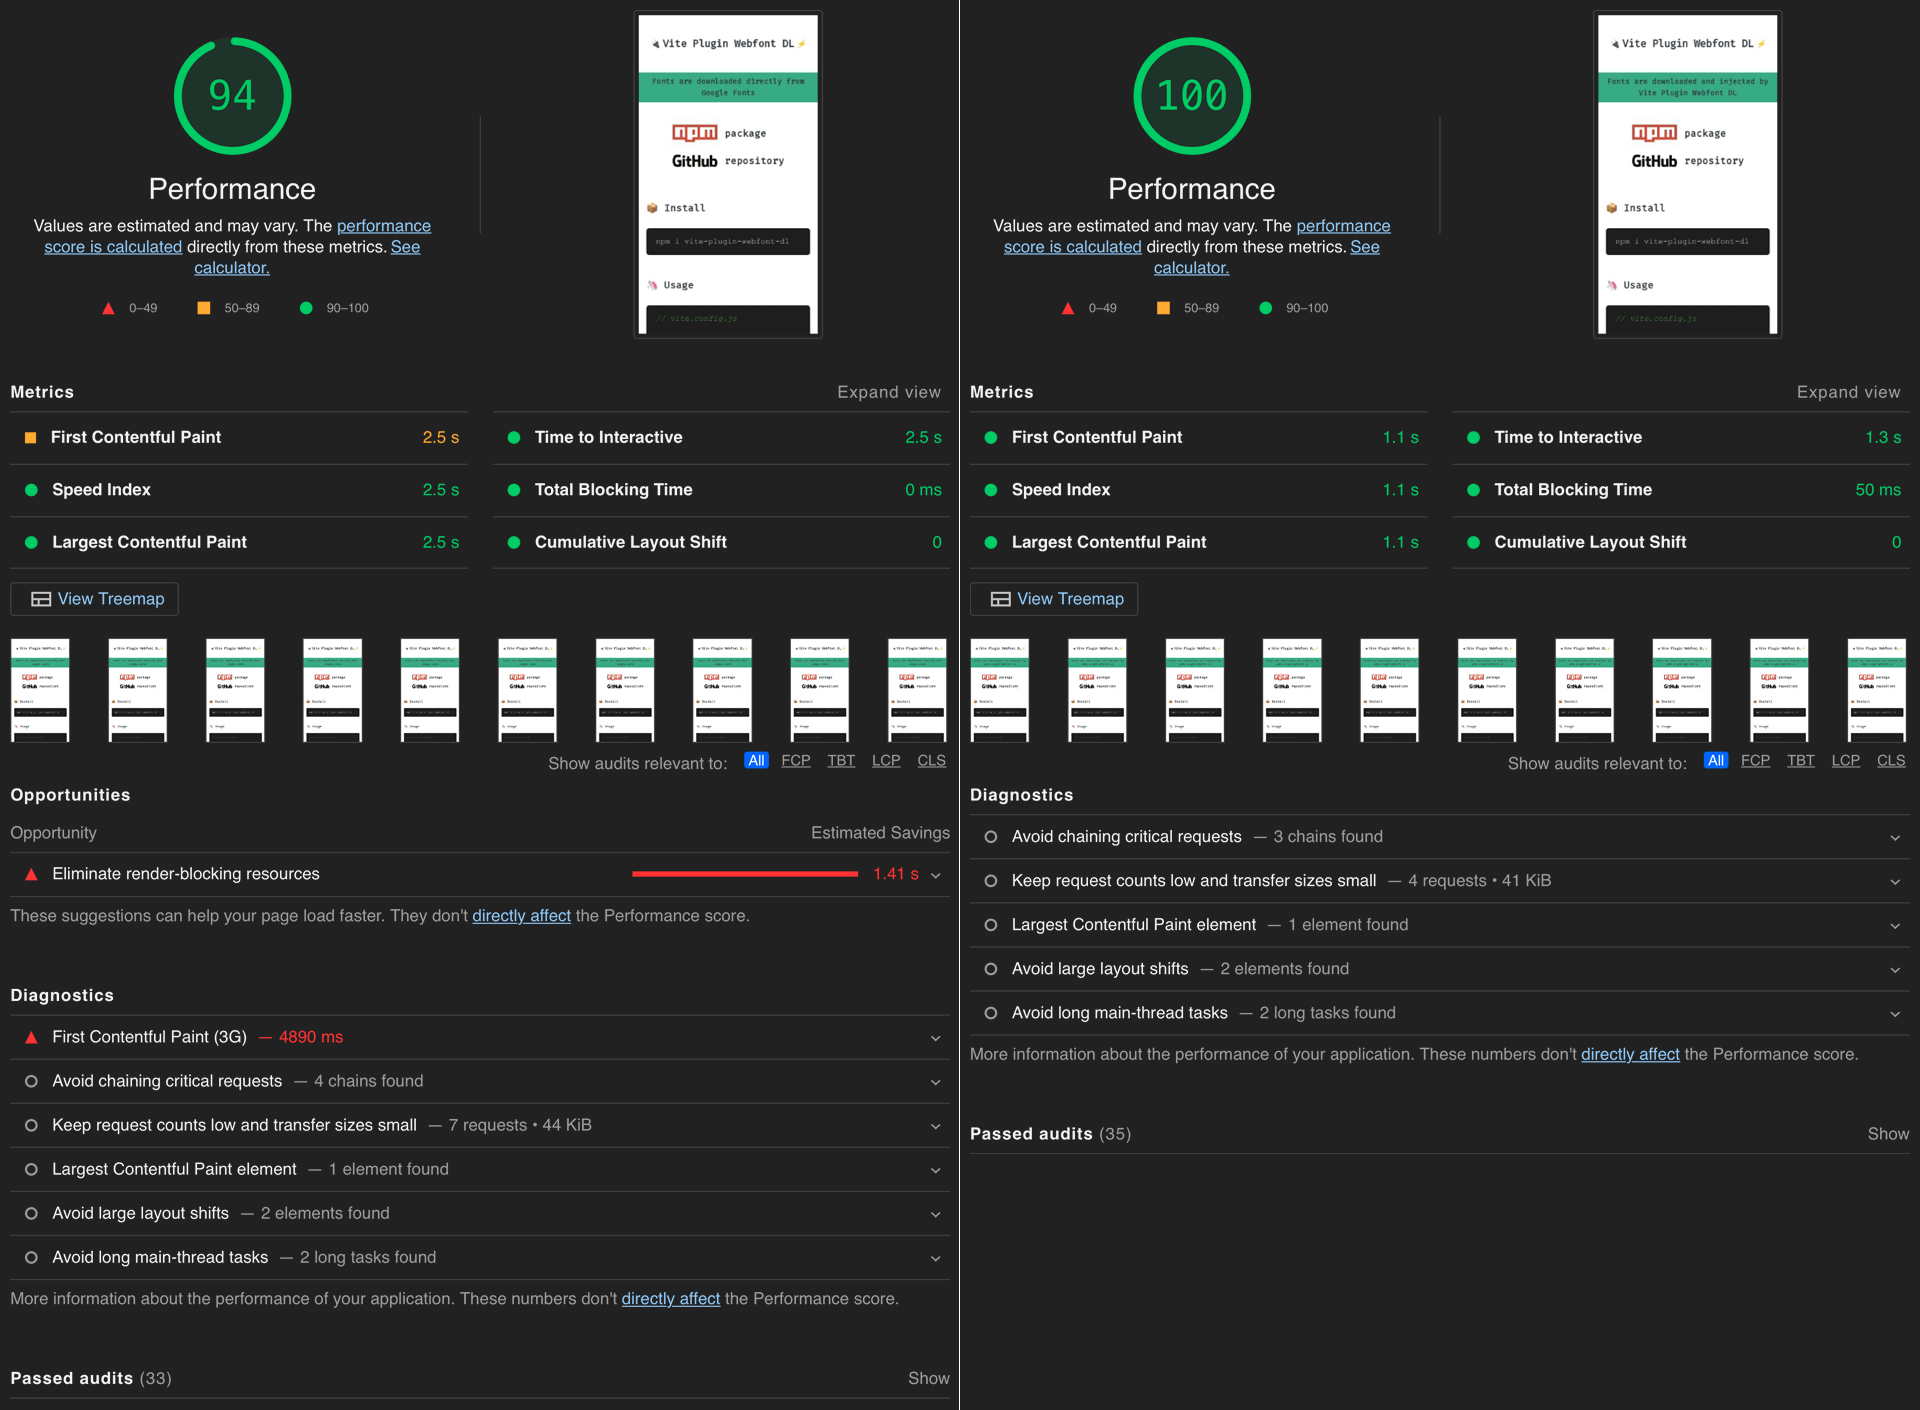 94
Performance
Values are estimated and may vary. The performance
score is calculated directly from these metrics. See
calculator.
0–49 50–89 90–100
Vite Plugin Webfont DL
Fonts are downloaded directly from
Google Fonts
npm package
GitHub repository
Install
npm i vite-plugin-webfont-dl
Usage
// vite.config.js
Metrics
Expand view
First Contentful Paint 2.5 s
Time to Interactive 2.5 s
Speed Index 2.5 s
Total Blocking Time 0 ms
Largest Contentful Paint 2.5 s
Cumulative Layout Shift 0
View Treemap
Show audits relevant to: All FCP TBT LCP CLS
Opportunities
Opportunity Estimated Savings
Eliminate render-blocking resources 1.41 s
These suggestions can help your page load faster. They don't directly affect the Performance score.
Diagnostics
First Contentful Paint (3G) — 4890 ms
Avoid chaining critical requests — 4 chains found
Keep request counts low and transfer sizes small — 7 requests • 44 KiB
Largest Contentful Paint element — 1 element found
Avoid large layout shifts — 2 elements found
Avoid long main-thread tasks — 2 long tasks found
More information about the performance of your application. These numbers don't directly affect the Performance score.
Passed audits (33) Show
100
Performance
Values are estimated and may vary. The performance
score is calculated directly from these metrics. See
calculator.
0–49 50–89 90–100
Vite Plugin Webfont DL
Fonts are downloaded and injected by
Vite Plugin Webfont DL
npm package
GitHub repository
Install
npm i vite-plugin-webfont-dl
Usage
// vite.config.js
Metrics
Expand view
First Contentful Paint 1.1 s
Time to Interactive 1.3 s
Speed Index 1.1 s
Total Blocking Time 50 ms
Largest Contentful Paint 1.1 s
Cumulative Layout Shift 0
View Treemap
Show audits relevant to: All FCP TBT LCP CLS
Diagnostics
Avoid chaining critical requests — 3 chains found
Keep request counts low and transfer sizes small — 4 requests • 41 KiB
Largest Contentful Paint element — 1 element found
Avoid large layout shifts — 2 elements found
Avoid long main-thread tasks — 2 long tasks found
More information about the performance of your application. These numbers don't directly affect the Performance score.
Passed audits (35) Show